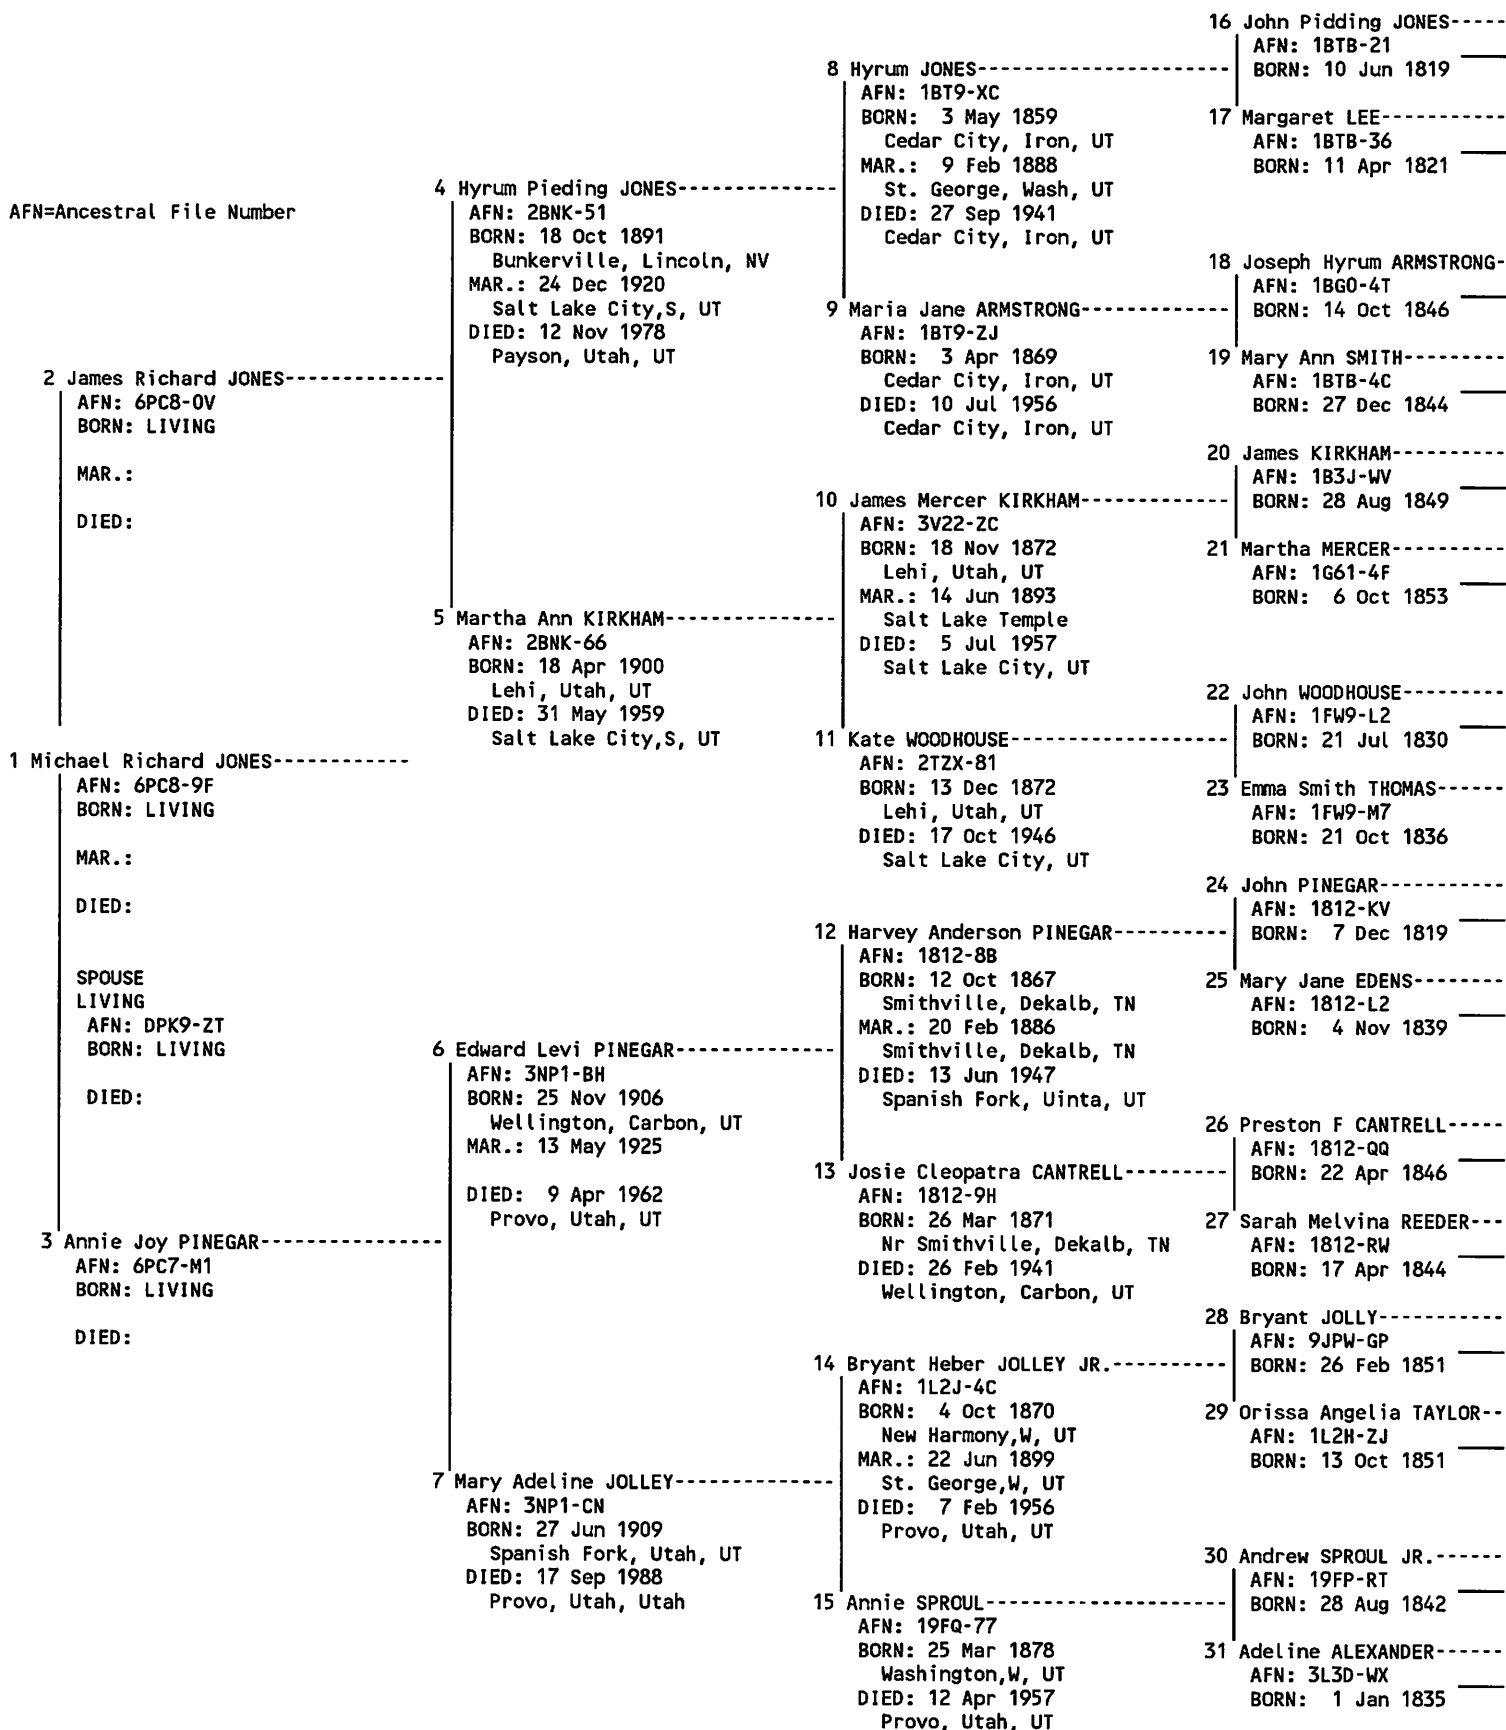 AFN=Ancestral File Number
1 Michael Richard JONES
AFN: 6PC8-9F
BORN: LIVING
MAR.:
DIED:
SPOUSE
LIVING
AFN: DPK9-ZT
BORN: LIVING
DIED:
2 James Richard JONES
AFN: 6PC8-0V
BORN: LIVING
MAR.:
DIED:
3 Annie Joy PINEGAR
AFN: 6PC7-M1
BORN: LIVING
DIED:
4 Hyrum Pieding JONES
AFN: 2BNK-51
BORN: 18 Oct 1891
Bunkerville, Lincoln, NV
MAR.: 24 Dec 1920
Salt Lake City,S, UT
DIED: 12 Nov 1978
Payson, Utah, UT
5 Martha Ann KIRKHAM
AFN: 2BNK-66
BORN: 18 Apr 1900
Lehi, Utah, UT
DIED: 31 May 1959
Salt Lake City,S, UT
6 Edward Levi PINEGAR
AFN: 3NP1-BH
BORN: 25 Nov 1906
Wellington, Carbon, UT
MAR.: 13 May 1925
DIED: 9 Apr 1962
Provo, Utah, UT
7 Mary Adeline JOLLEY
AFN: 3NP1-CN
BORN: 27 Jun 1909
Spanish Fork, Utah, UT
DIED: 17 Sep 1988
Provo, Utah, Utah
8 Hyrum JONES
AFN: 1BT9-XC
BORN: 3 May 1859
Cedar City, Iron, UT
MAR.: 9 Feb 1888
St. George, Wash, UT
DIED: 27 Sep 1941
Cedar City, Iron, UT
9 Maria Jane ARMSTRONG
AFN: 1BT9-ZJ
BORN: 3 Apr 1869
Cedar City, Iron, UT
DIED: 10 Jul 1956
Cedar City, Iron, UT
10 James Mercer KIRKHAM
AFN: 3V22-ZC
BORN: 18 Nov 1872
Lehi, Utah, UT
MAR.: 14 Jun 1893
Salt Lake Temple
DIED: 5 Jul 1957
Salt Lake City, UT
11 Kate WOODHOUSE
AFN: 2TZX-81
BORN: 13 Dec 1872
Lehi, Utah, UT
DIED: 17 Oct 1946
Salt Lake City, UT
12 Harvey Anderson PINEGAR
AFN: 1812-8B
BORN: 12 Oct 1867
Smithville, Dekalb, TN
MAR.: 20 Feb 1886
Smithville, Dekalb, TN
DIED: 13 Jun 1947
Spanish Fork, Uinta, UT
13 Josie Cleopatra CANTRELL
AFN: 1812-9H
BORN: 26 Mar 1871
Nr Smithville, Dekalb, TN
DIED: 26 Feb 1941
Wellington, Carbon, UT
14 Bryant Heber JOLLEY JR.
AFN: 1L2J-4C
BORN: 4 Oct 1870
New Harmony,W, UT
MAR.: 22 Jun 1899
St. George,W, UT
DIED: 7 Feb 1956
Provo, Utah, UT
15 Annie SPROUL
AFN: 19FQ-77
BORN: 25 Mar 1878
Washington,W, UT
DIED: 12 Apr 1957
Provo, Utah, UT
16 John Pidding JONES
AFN: 1BTB-21
BORN: 10 Jun 1819
17 Margaret LEE
AFN: 1BTB-36
BORN: 11 Apr 1821
18 Joseph Hyrum ARMSTRONG
AFN: 1BG0-4T
BORN: 14 Oct 1846
19 Mary Ann SMITH
AFN: 1BTB-4C
BORN: 27 Dec 1844
20 James KIRKHAM
AFN: 1B3J-WV
BORN: 28 Aug 1849
21 Martha MERCER
AFN: 1G61-4F
BORN: 6 Oct 1853
22 John WOODHOUSE
AFN: 1FW9-L2
BORN: 21 Jul 1830
23 Emma Smith THOMAS
AFN: 1FW9-M7
BORN: 21 Oct 1836
24 John PINEGAR
AFN: 1812-KV
BORN: 7 Dec 1819
25 Mary Jane EDENS
AFN: 1812-L2
BORN: 4 Nov 1839
26 Preston F CANTRELL
AFN: 1812-QQ
BORN: 22 Apr 1846
27 Sarah Melvina REEDER
AFN: 1812-RW
BORN: 17 Apr 1844
28 Bryant JOLLY
AFN: 9JPW-GP
BORN: 26 Feb 1851
29 Orissa Angelia TAYLOR
AFN: 1L2H-ZJ
BORN: 13 Oct 1851
30 Andrew SPROUL JR.
AFN: 19FP-RT
BORN: 28 Aug 1842
31 Adeline ALEXANDER
AFN: 3L3D-WX
BORN: 1 Jan 1835